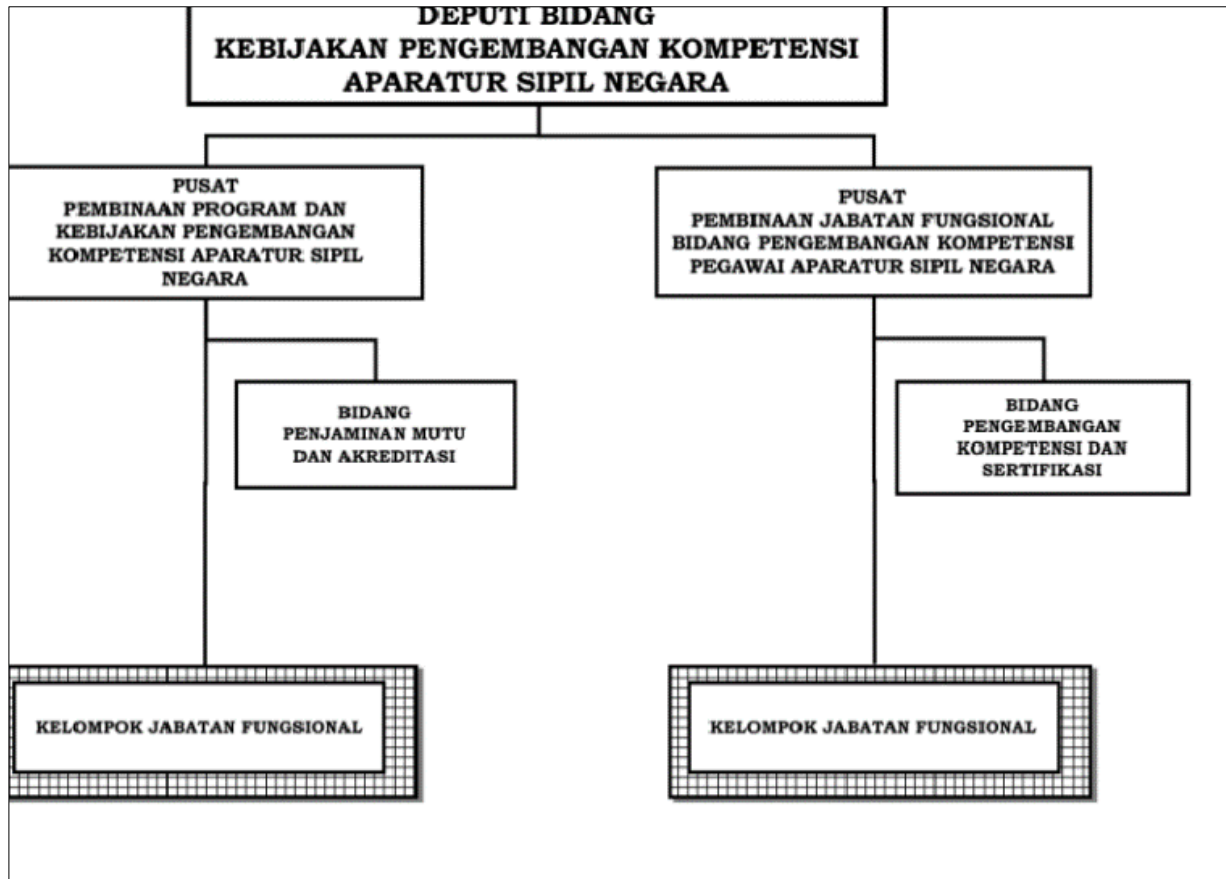 DEPUTI BIDANG
KEBIJAKAN PENGEMBANGAN KOMPETENSI
APARATUR SIPIL NEGARA
PUSAT
PEMBINAAN PROGRAM DAN
KEBIJAKAN PENGEMBANGAN
KOMPETENSI APARATUR SIPIL
NEGARA
PUSAT
PEMBINAAN JABATAN FUNGSIONAL
BIDANG PENGEMBANGAN KOMPETENSI
PEGAWAI APARATUR SIPIL NEGARA
BIDANG
PENJAMINAN MUTU
DAN AKREDITASI
BIDANG
PENGEMBANGAN
KOMPETENSI DAN
SERTIFIKASI
KELOMPOK JABATAN FUNGSIONAL
KELOMPOK JABATAN FUNGSIONAL